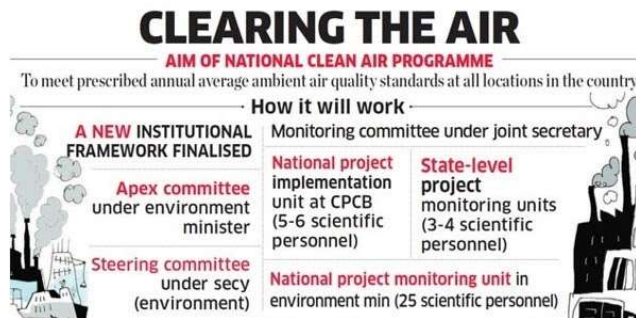 CLEARING THE AIR
AIM OF NATIONAL CLEAN AIR PROGRAMME
To meet prescribed annual average ambient air quality standards at all locations in the country
How it will work
A NEW INSTITUTIONAL
FRAMEWORK FINALISED
Apex committee
under environment
minister
Steering committee
under secy
(environment)
Monitoring committee under joint secretary
National project
implementation
unit at CPCB
(5-6 scientific
personnel)
State-level
project
monitoring units
(3-4 scientific
personnel)
National project monitoring unit in
environment min (25 scientific personnel)